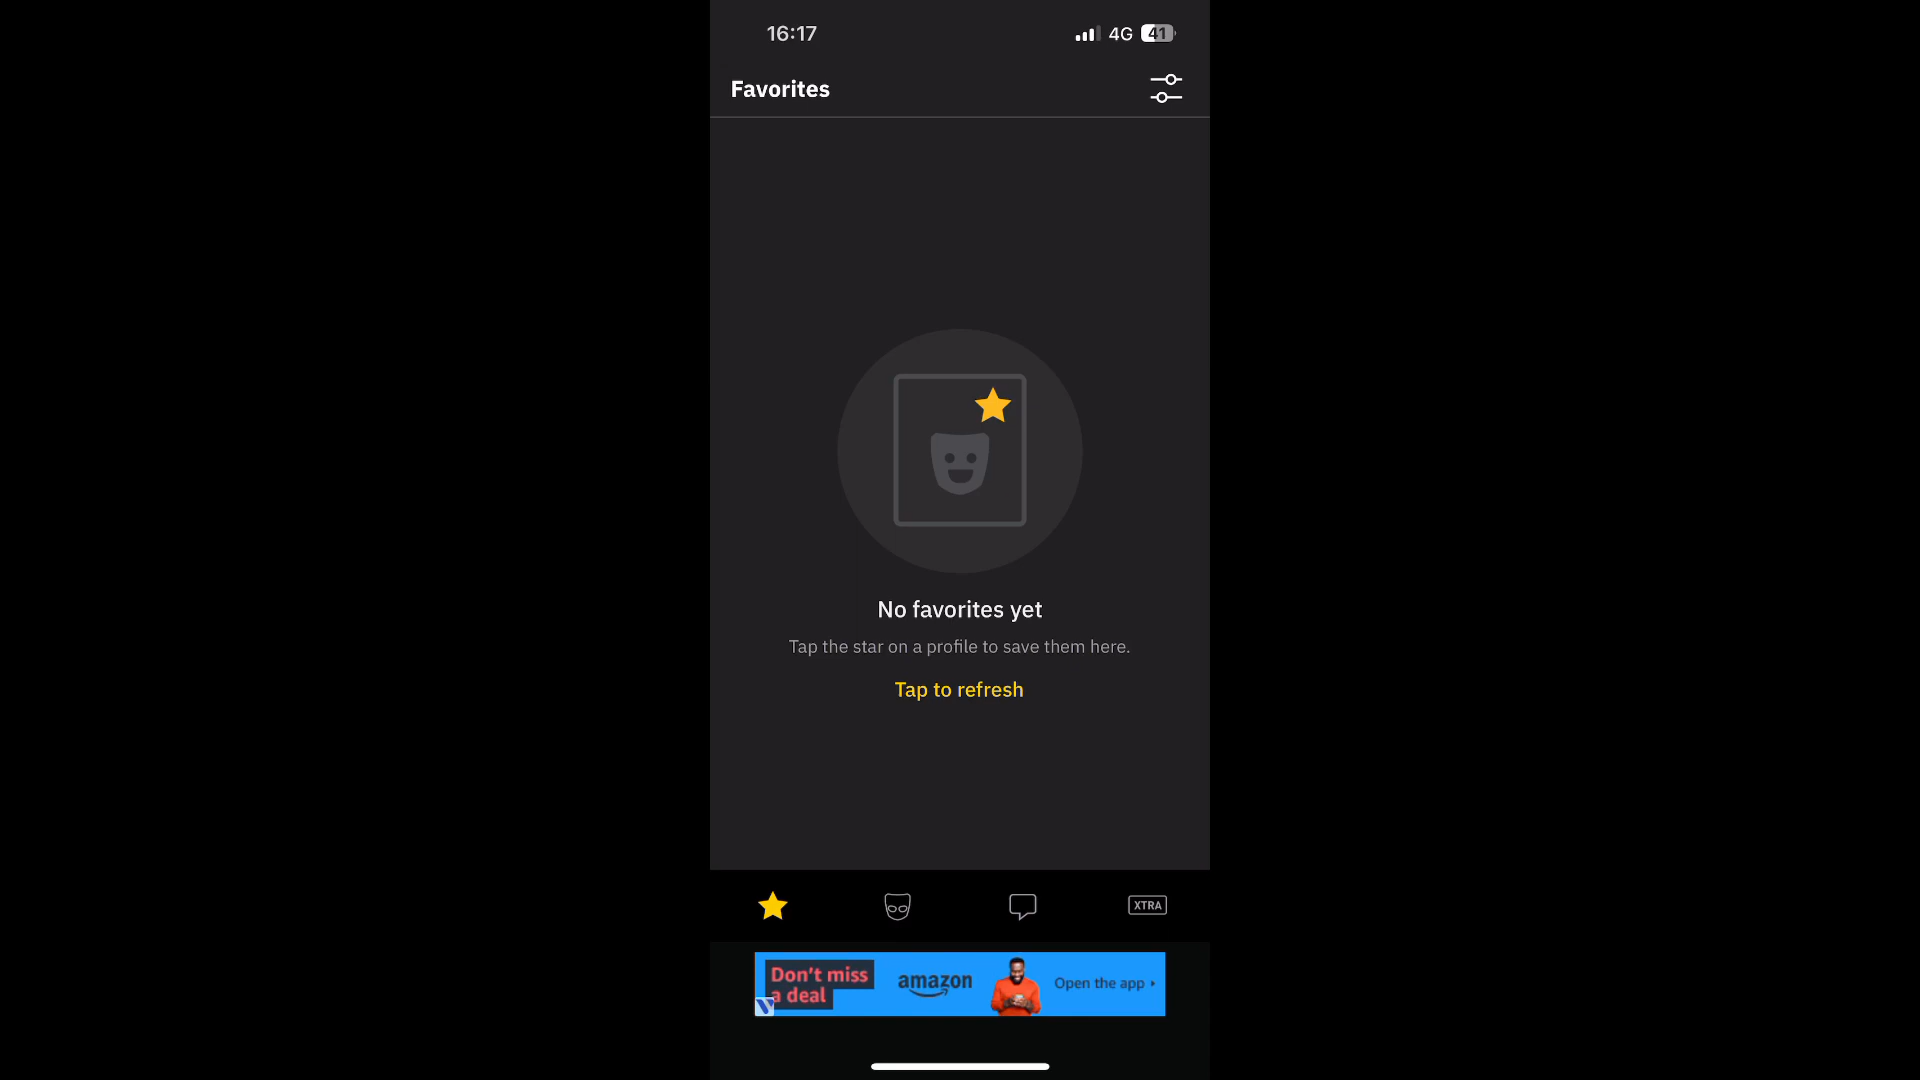 16:17
4G 41
Favorites
No favorites yet
Tap the star on a profile to save them here.
Tap to refresh
XTRA
Don't miss
a deal
amazon
Open the app